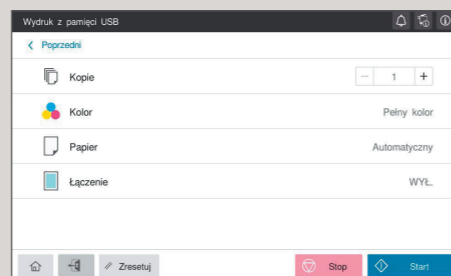 Wydruk z pamięci USB
Poprzedni
Kopie
1
Kolor
Pełny kolor
Papier
Automatyczny
Łączenie
WYŁ.
Zresetuj
Stop
Start